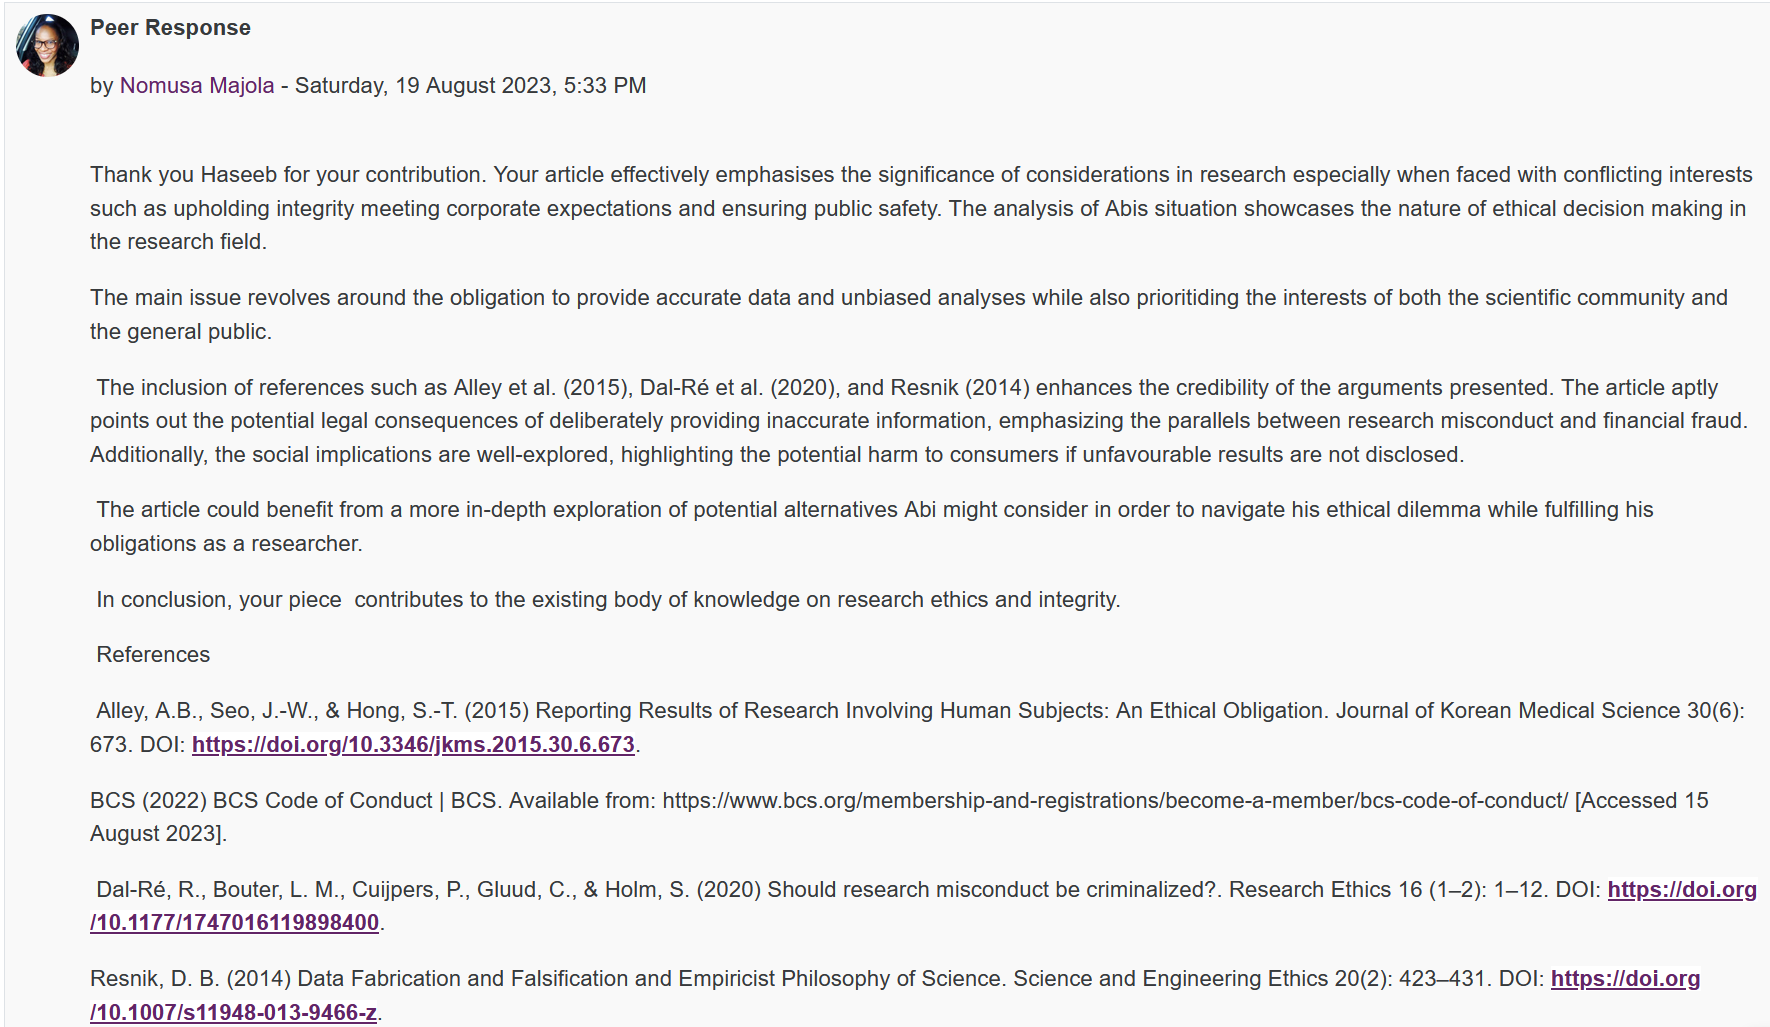 Peer Response
by Nomusa Majola - Saturday, 19 August 2023, 5:33 PM
Thank you Haseeb for your contribution. Your article effectively emphasises the significance of considerations in research especially when faced with conflicting interests
such as upholding integrity meeting corporate expectations and ensuring public safety. The analysis of Abis situation showcases the nature of ethical decision making in
the research field.
The main issue revolves around the obligation to provide accurate data and unbiased analyses while also prioritiding the interests of both the scientific community and
the general public.
The inclusion of references such as Alley et al. (2015), Dal-Ré et al. (2020), and Resnik (2014) enhances the credibility of the arguments presented. The article aptly
points out the potential legal consequences of deliberately providing inaccurate information, emphasizing the parallels between research misconduct and financial fraud.
Additionally, the social implications are well-explored, highlighting the potential harm to consumers if unfavourable results are not disclosed.
The article could benefit from a more in-depth exploration of potential alternatives Abi might consider in order to navigate his ethical dilemma while fulfilling his
obligations as a researcher.
In conclusion, your piece  contributes to the existing body of knowledge on research ethics and integrity.
References
Alley, A.B., Seo, J.-W., & Hong, S.-T. (2015) Reporting Results of Research Involving Human Subjects: An Ethical Obligation. Journal of Korean Medical Science 30(6):
673. DOI: https://doi.org/10.3346/jkms.2015.30.6.673.
BCS (2022) BCS Code of Conduct | BCS. Available from: https://www.bcs.org/membership-and-registrations/become-a-member/bcs-code-of-conduct/ [Accessed 15
August 2023].
Dal-Ré, R., Bouter, L. M., Cuijpers, P., Gluud, C., & Holm, S. (2020) Should research misconduct be criminalized?. Research Ethics 16 (1–2): 1–12. DOI: https://doi.org
/10.1177/1747016119898400.
Resnik, D. B. (2014) Data Fabrication and Falsification and Empiricist Philosophy of Science. Science and Engineering Ethics 20(2): 423–431. DOI: https://doi.org
/10.1007/s11948-013-9466-z.